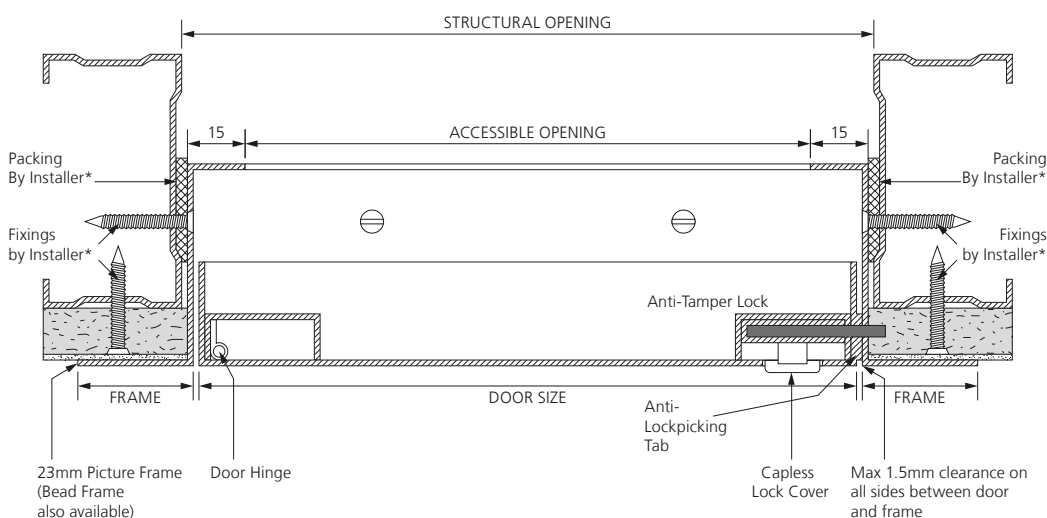 STRUCTURAL OPENING
15
ACCESSIBLE OPENING
15
Packing
By Installer*
Packing
By Installer*
Fixings
by Installer*
Fixings
by Installer*
Anti-Tamper Lock
FRAME
DOOR SIZE
FRAME
Anti-
Lockpicking
Tab
23mm Picture Frame
(Bead Frame
also available)
Door Hinge
Capless
Lock Cover
Max 1.5mm clearance on
all sides between door
and frame